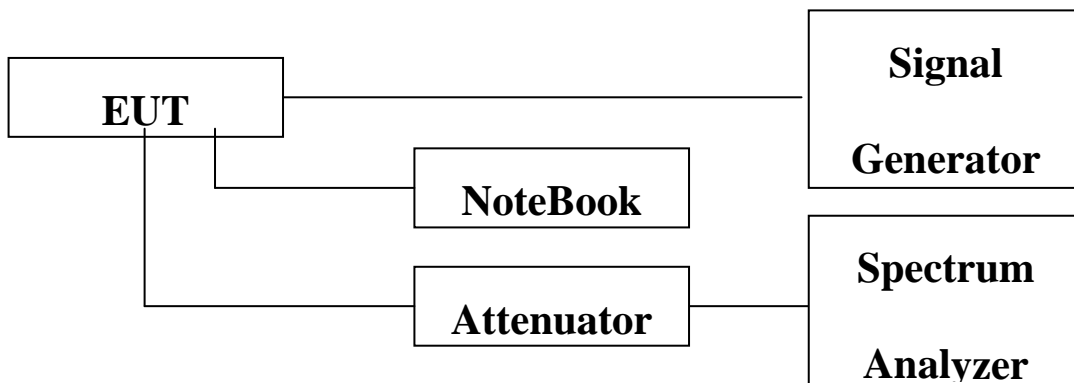 EUT
Signal
Generator
NoteBook
Attenuator
Spectrum
Analyzer